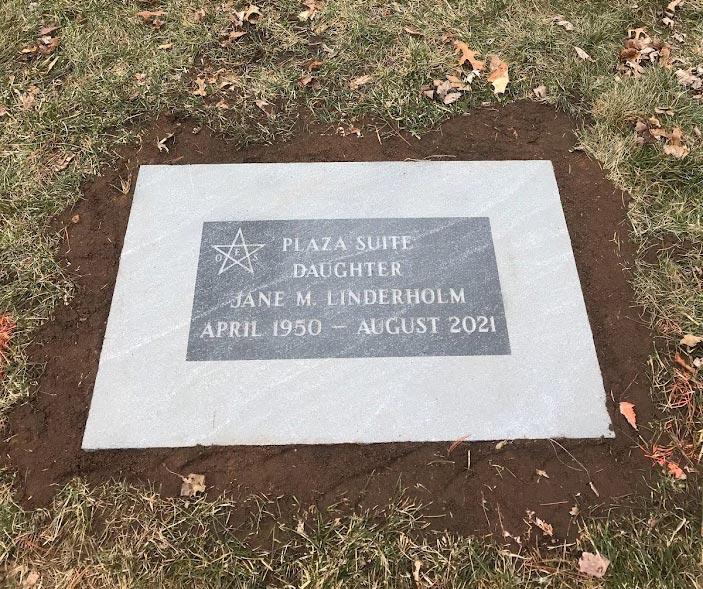 PLAZA SUITE
DAUGHTER
JANE M. LINDERHOLM
APRIL 1950 – AUGUST 2021